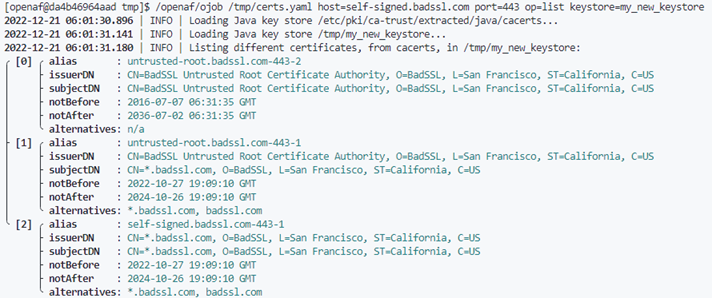 [openaf@da4b46964aad tmp]$ /openaf/ojob /tmp/certs.yaml host=self-signed.badssl.com port=443 op=list keystore=my_new_keystore
2022-12-21 06:01:30.896 | INFO | Loading Java key store /etc/pki/ca-trust/extracted/java/cacerts...
2022-12-21 06:01:31.141 | INFO | Loading Java key store /tmp/my_new_keystore...
2022-12-21 06:01:31.180 | INFO | Listing different certificates, from cacerts, in /tmp/my_new_keystore:
[0] alias : untrusted-root.badssl.com-443-2
issuerDN : CN=BadSSL Untrusted Root Certificate Authority, O=BadSSL, L=San Francisco, ST=California, C=US
subjectDN : CN=BadSSL Untrusted Root Certificate Authority, O=BadSSL, L=San Francisco, ST=California, C=US
notBefore : 2016-07-07 06:31:35 GMT
notAfter : 2036-07-02 06:31:35 GMT
alternatives: n/a
[1] alias : untrusted-root.badssl.com-443-1
issuerDN : CN=BadSSL Untrusted Root Certificate Authority, O=BadSSL, L=San Francisco, ST=California, C=US
subjectDN : CN=*.badssl.com, O=BadSSL, L=San Francisco, ST=California, C=US
notBefore : 2022-10-27 19:09:10 GMT
notAfter : 2024-10-26 19:09:10 GMT
alternatives: *.badssl.com, badssl.com
[2] alias : self-signed.badssl.com-443-1
issuerDN : CN=*.badssl.com, O=BadSSL, L=San Francisco, ST=California, C=US
subjectDN : CN=*.badssl.com, O=BadSSL, L=San Francisco, ST=California, C=US
notBefore : 2022-10-27 19:09:10 GMT
notAfter : 2024-10-26 19:09:10 GMT
alternatives: *.badssl.com, badssl.com